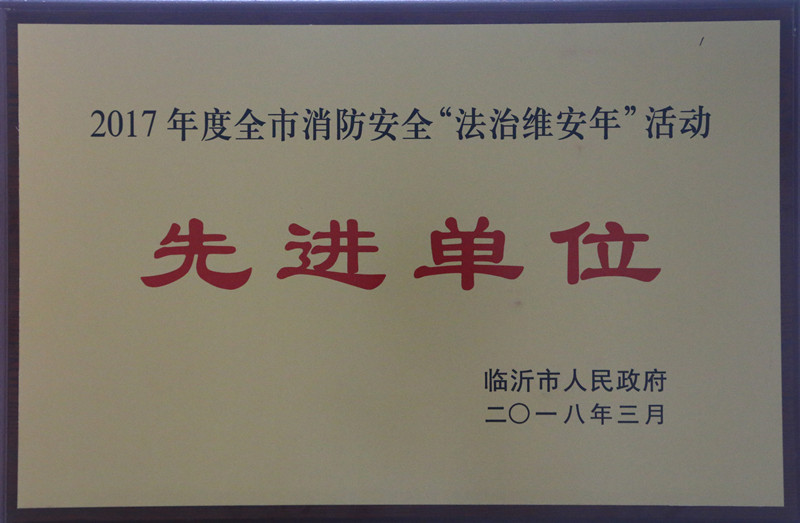 2017年度全市消防安全“法治维安年”活动
先进单位
临沂市人民政府
二〇一八年三月